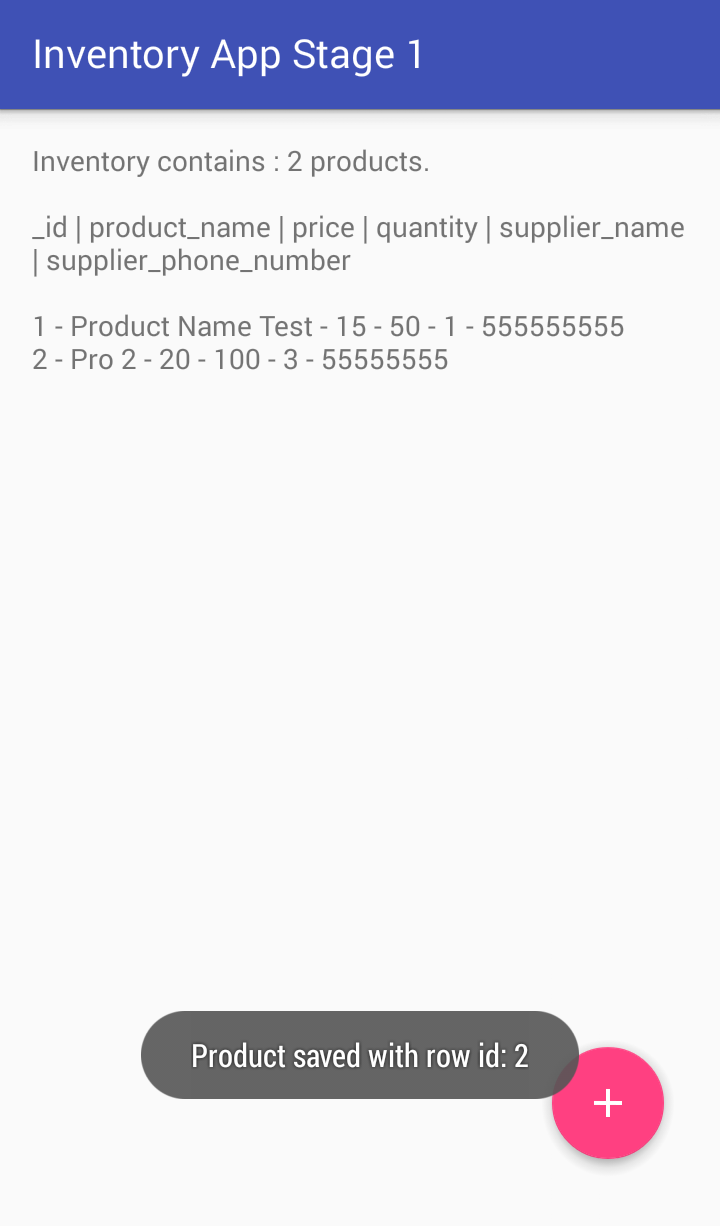 Inventory App Stage 1
Inventory contains : 2 products.
_id | product_name | price | quantity | supplier_name
| supplier_phone_number
1 - Product Name Test - 15 - 50 - 1 - 555555555
2 - Pro 2 - 20 - 100 - 3 - 55555555
Product saved with row id: 2
+